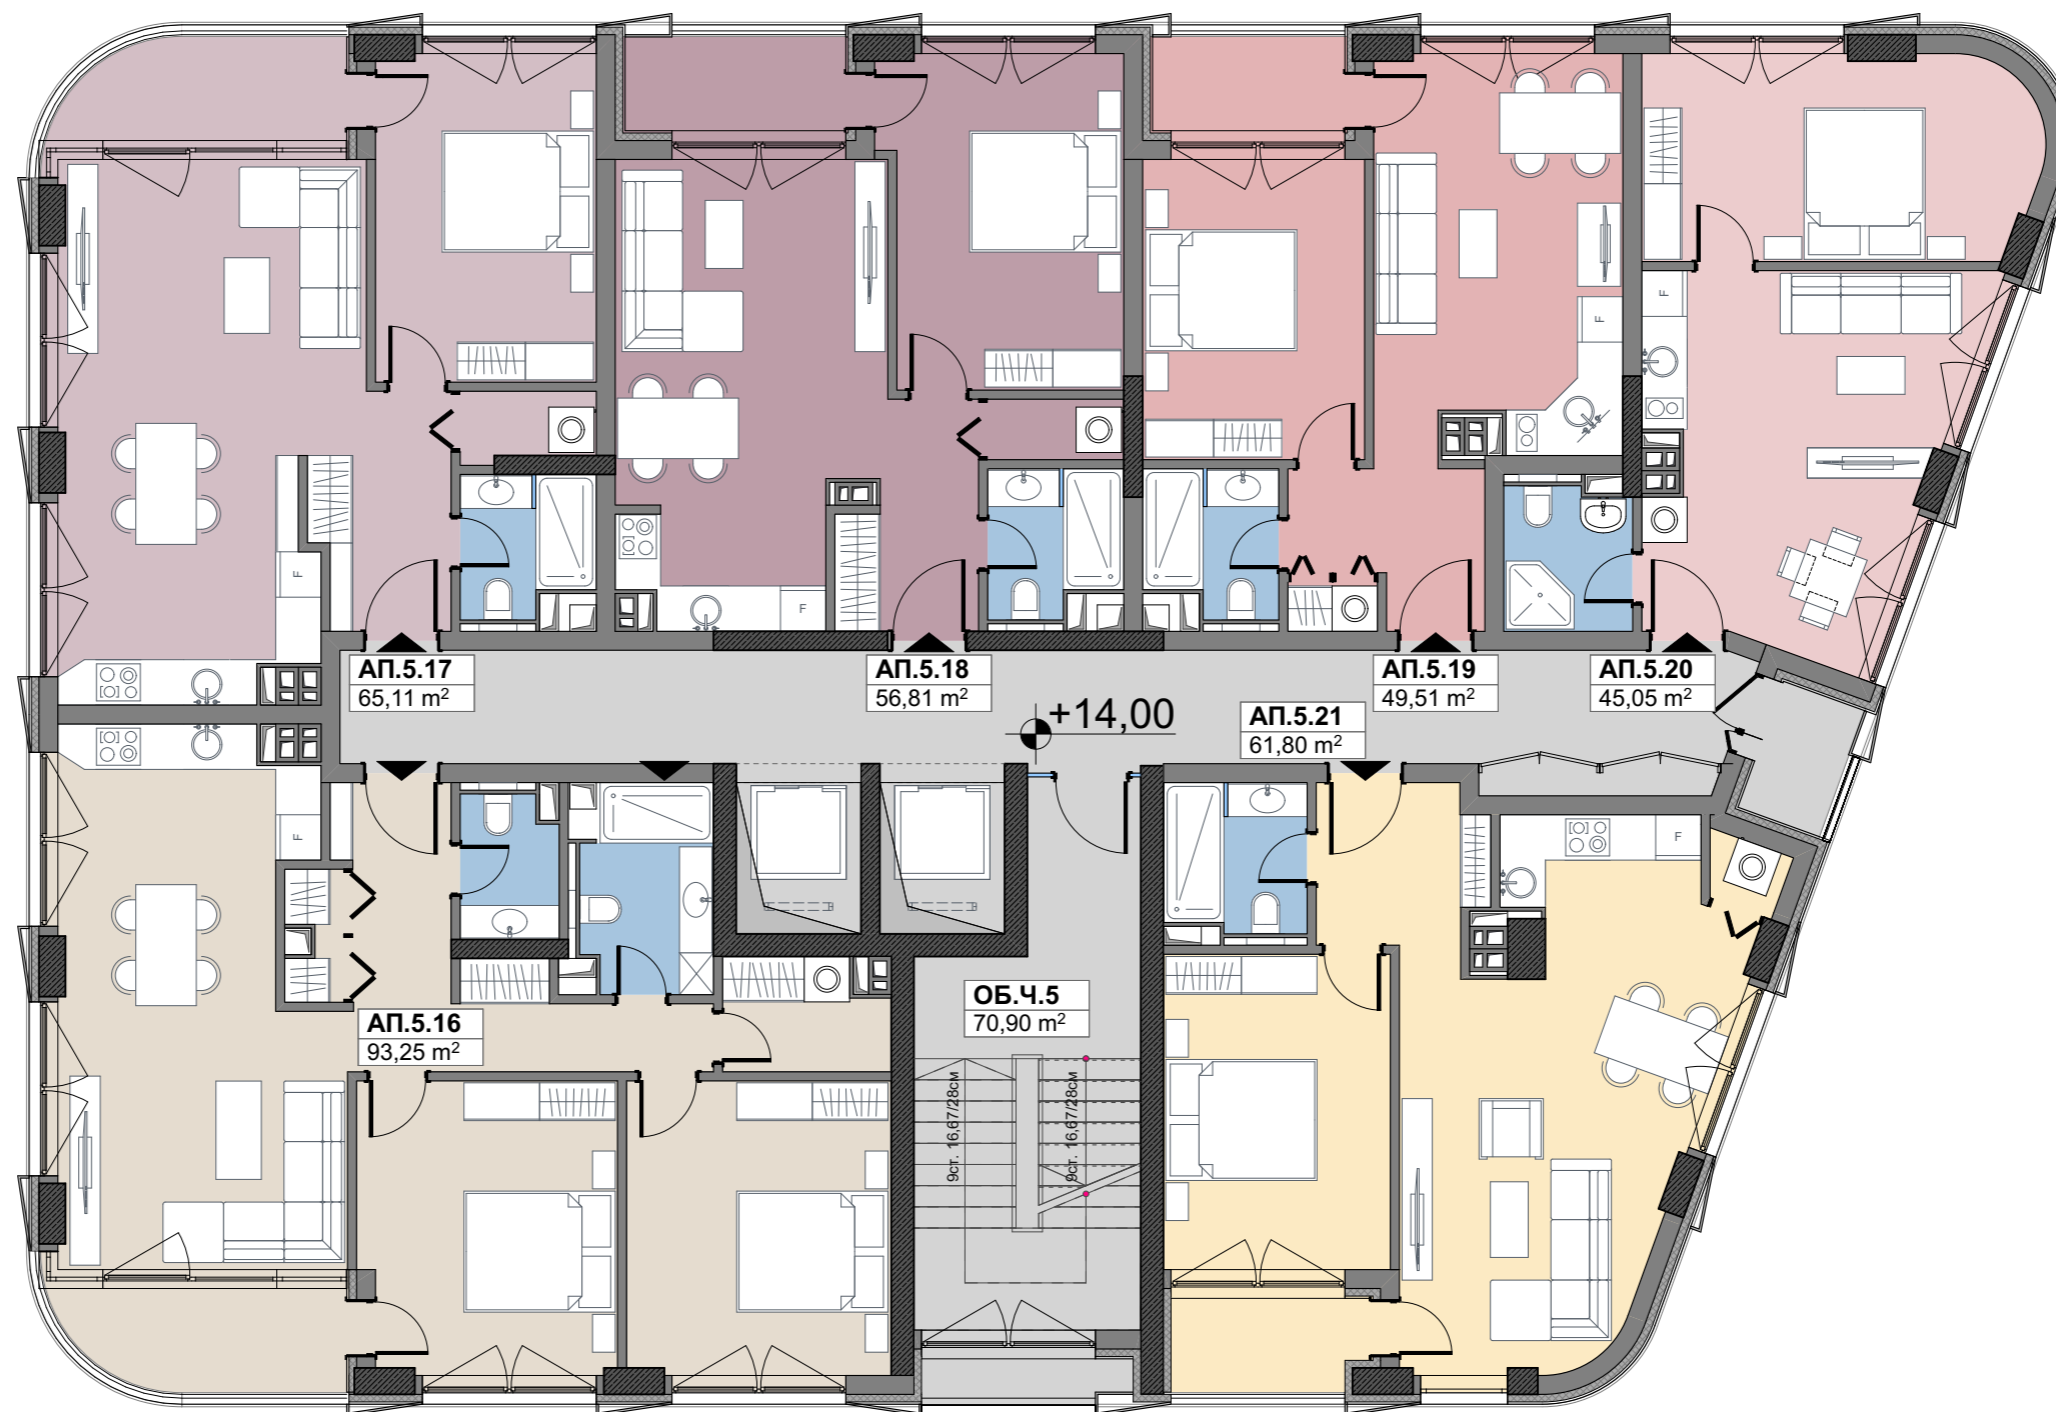 F
F
F
F
АП.5.17
65,11 m²
АП.5.18
56,81 m²
АП.5.19
49,51 m²
АП.5.20
45,05 m²
+14,00
АП.5.21
61,80 m²
F
F
АП.5.16
93,25 m²
ОБ.Ч.5
70,90 m²
9ст. 16,67/28см
9ст. 16,67/28см